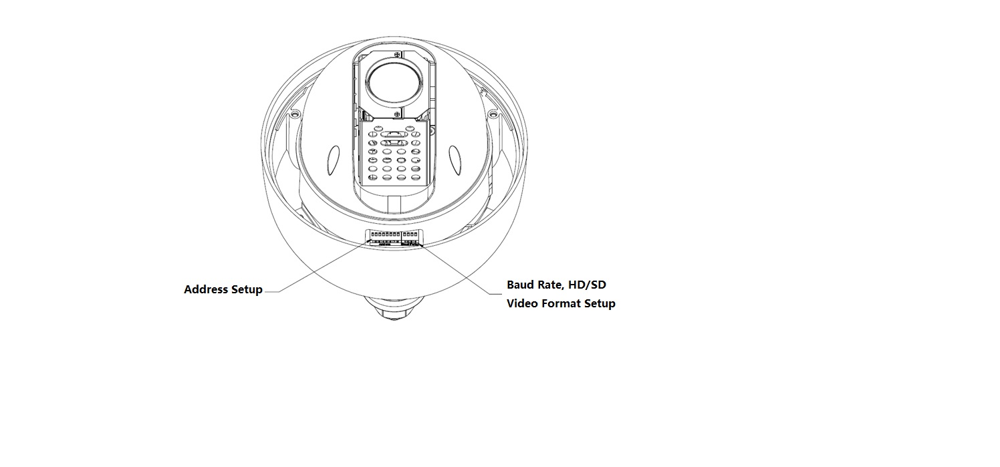 Address Setup
Baud Rate, HD/SD
Video Format Setup